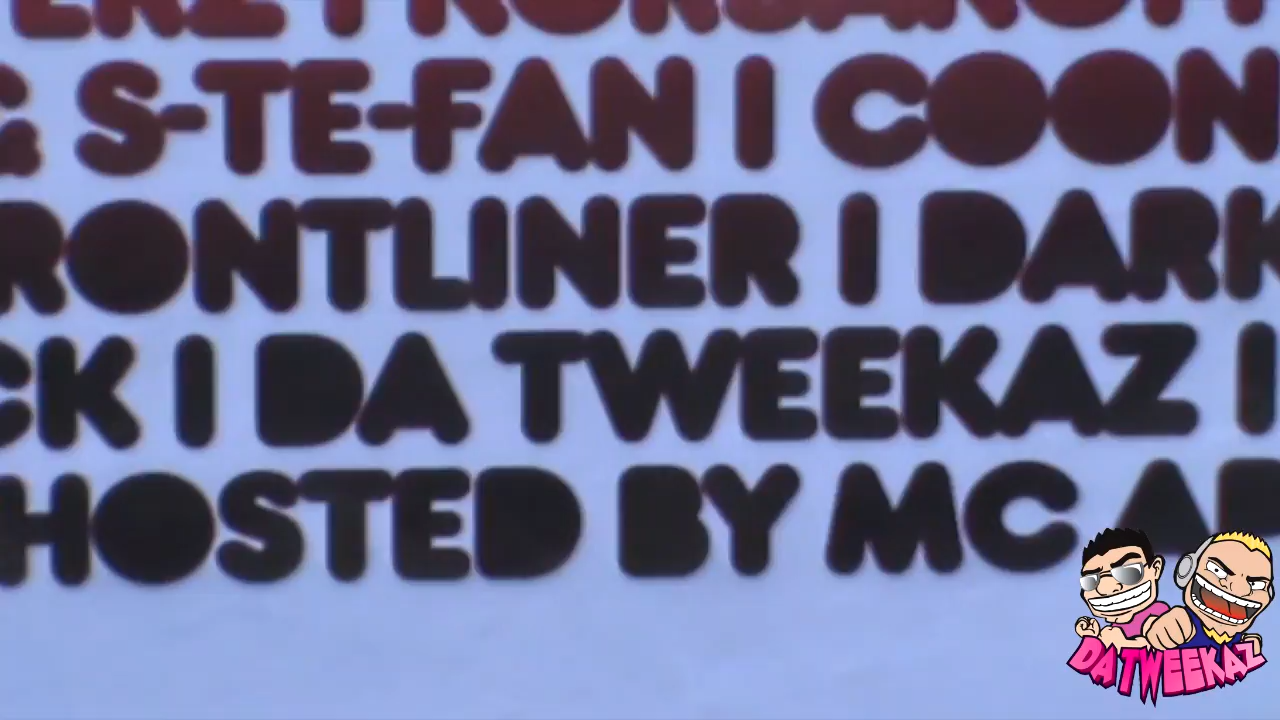 & S-TE-FAN | COON
RONTLINER | DARK
CK | DA TWEEKAZ |
HOSTED BY MC
DA TWEEKAZ